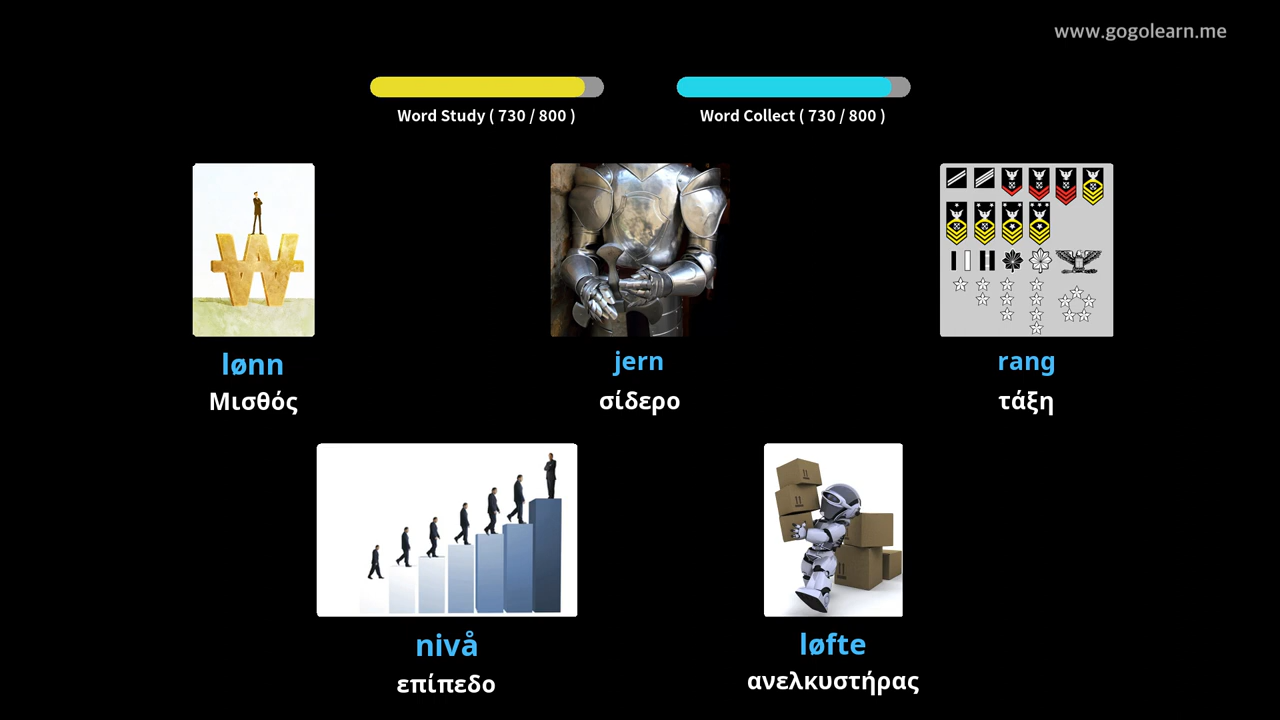 www.gogolearn.me
Word Study ( 730 / 800 )
Word Collect ( 730 / 800 )
lønn
Μισθός
jern
σίδερο
rang
τάξη
nivå
επίπεδο
løfte
ανελκυστήρας